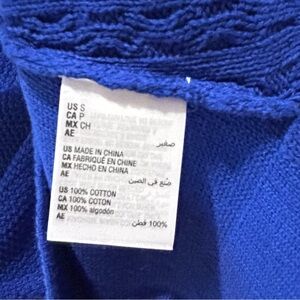 US S
CA P
MX CH
AE
صغير
US MADE IN CHINA
CA FABRIQUÉ EN CHINE
MX HECHO EN CHINA
AE
صُنع في الصين
US 100% COTTON
CA 100% COTON
MX 100% algodón
AE
100% قطن